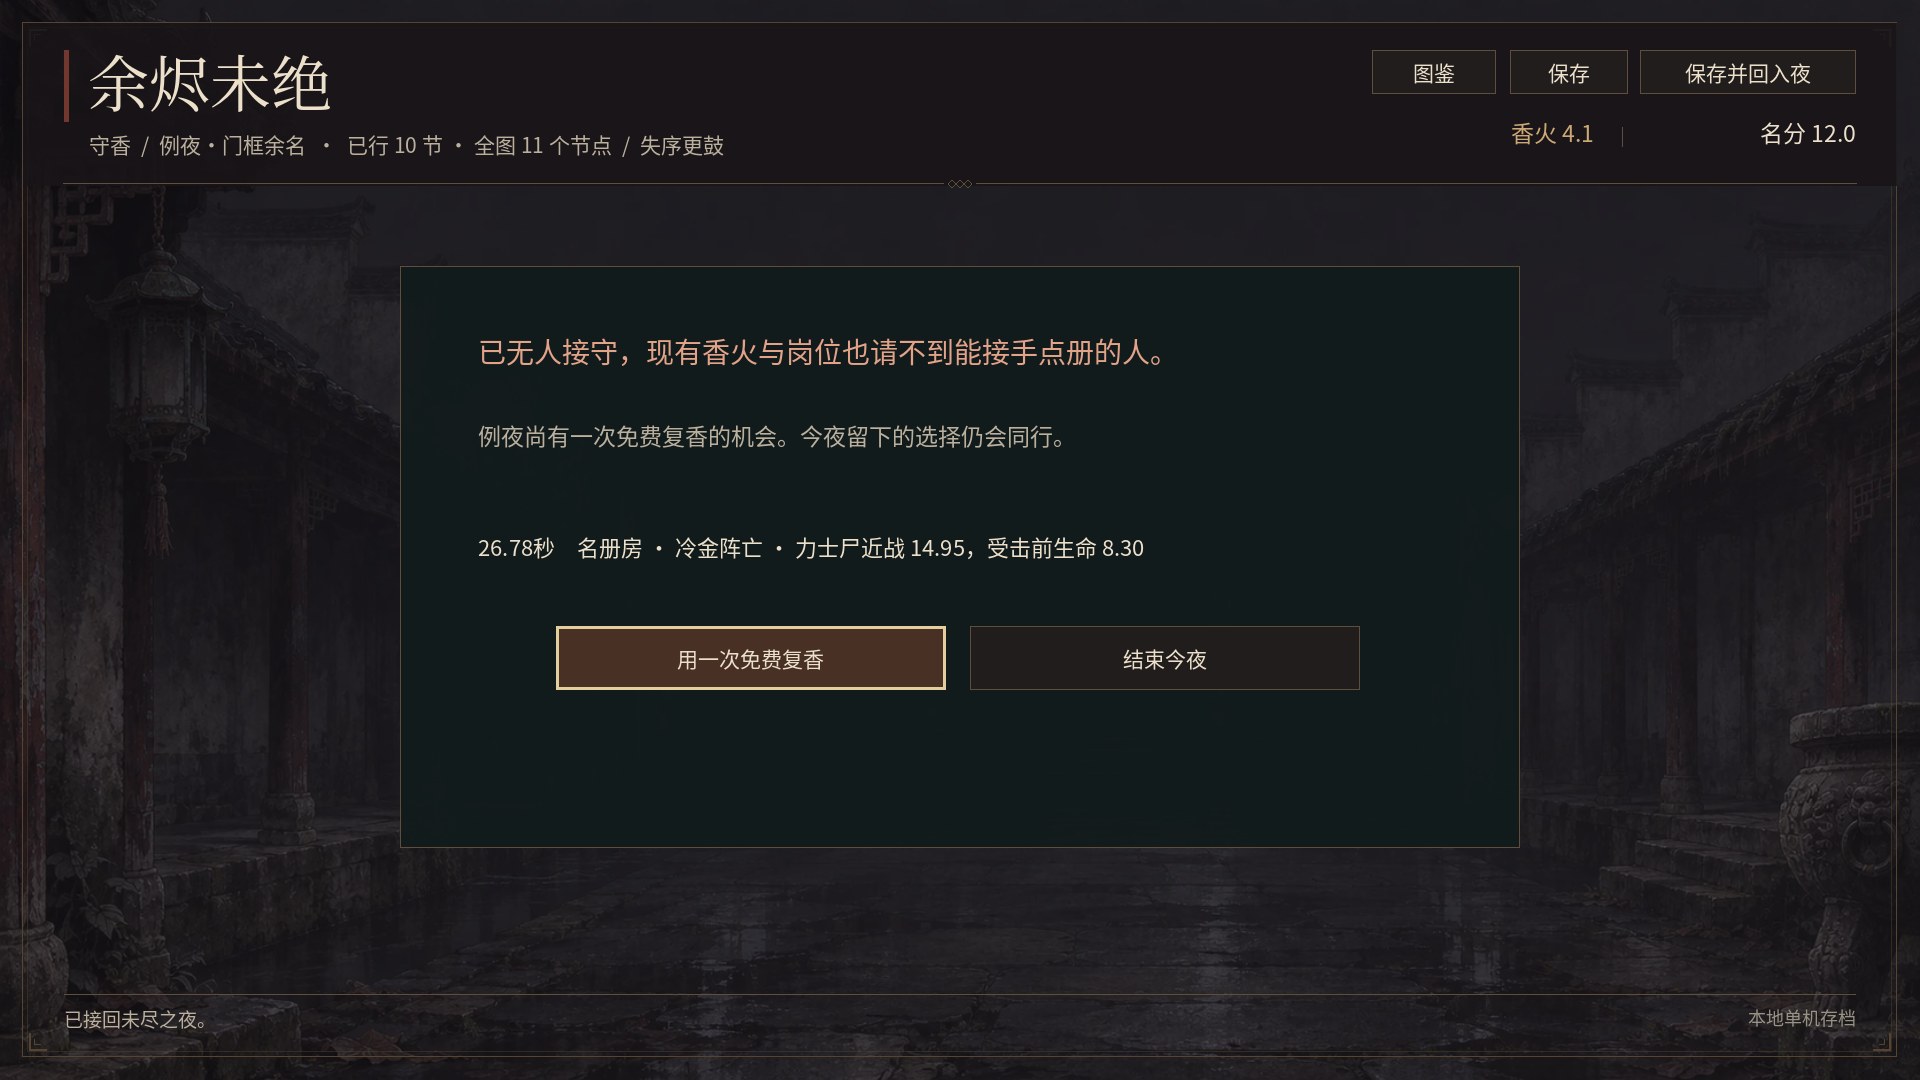 余烬未绝
图鉴
保存
保存并回入夜
守香 / 例夜·门框余名 · 已行 10 节 · 全图 11 个节点 / 失序更鼓
香火 4.1
名分 12.0
已无人接守，现有香火与岗位也请不到能接手点册的人。
例夜尚有一次免费复香的机会。今夜留下的选择仍会同行。
26.78秒 名册房 · 冷金阵亡 · 力士尸近战 14.95，受击前生命 8.30
用一次免费复香
结束今夜
已接回未尽之夜。
本地单机存档